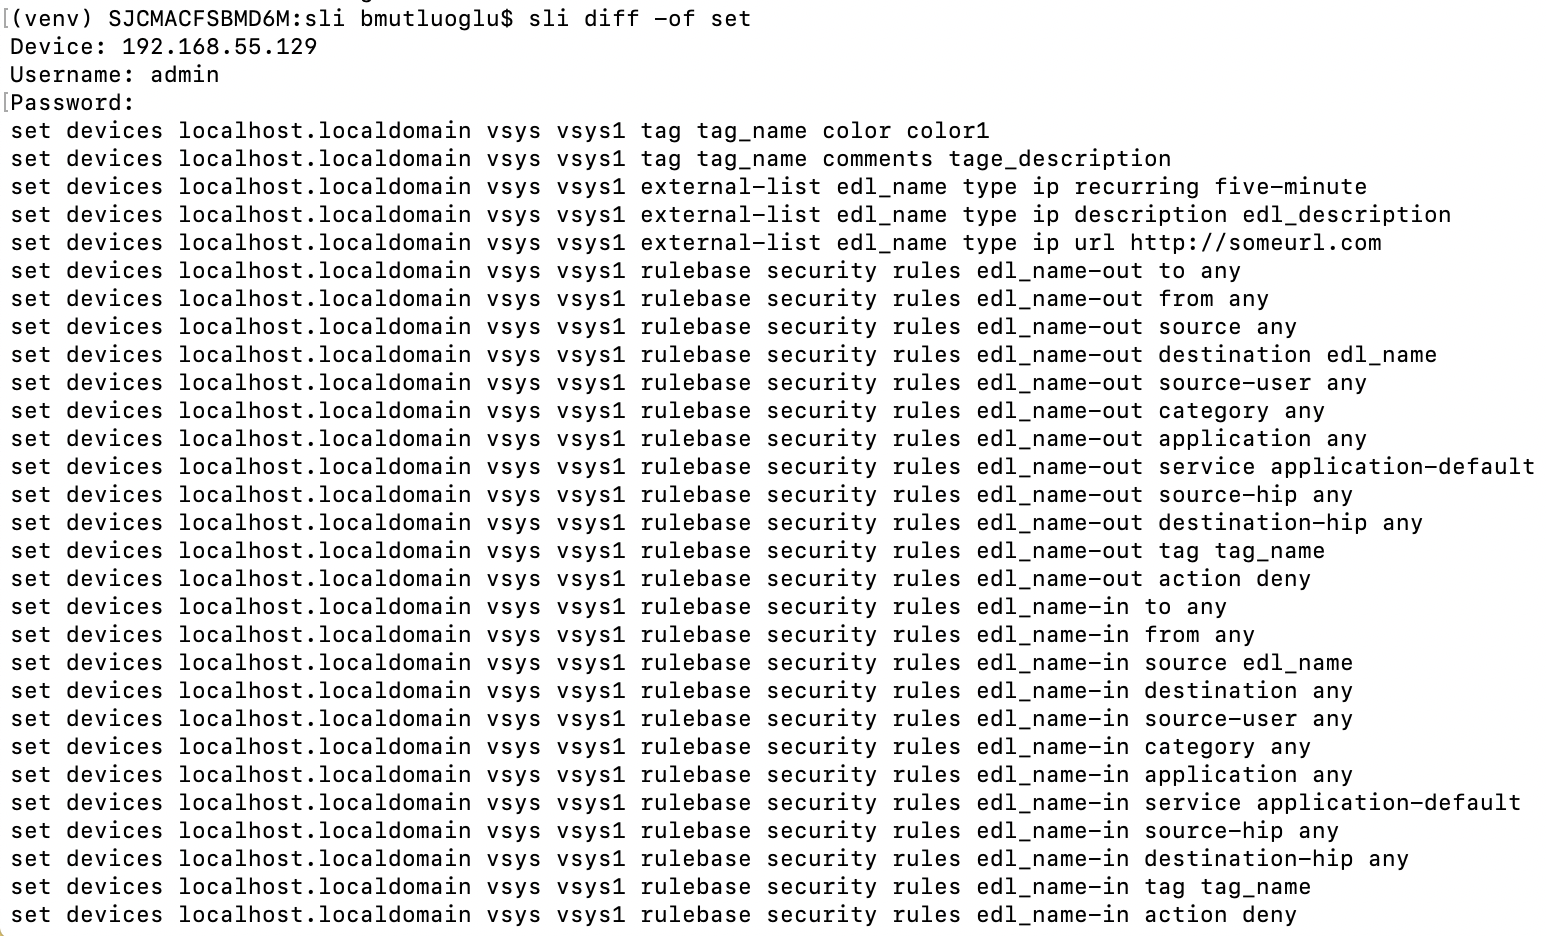 (venv) SJCMACFSBMD6M:sli bmutluoglu$ sli diff -of set
Device: 192.168.55.129
Username: admin
Password:
set devices localhost.localdomain vsys vsys1 tag tag_name color color1
set devices localhost.localdomain vsys vsys1 tag tag_name comments tage_description
set devices localhost.localdomain vsys vsys1 external-list edl_name type ip recurring five-minute
set devices localhost.localdomain vsys vsys1 external-list edl_name type ip description edl_description
set devices localhost.localdomain vsys vsys1 external-list edl_name type ip url http://someurl.com
set devices localhost.localdomain vsys vsys1 rulebase security rules edl_name-out to any
set devices localhost.localdomain vsys vsys1 rulebase security rules edl_name-out from any
set devices localhost.localdomain vsys vsys1 rulebase security rules edl_name-out source any
set devices localhost.localdomain vsys vsys1 rulebase security rules edl_name-out destination edl_name
set devices localhost.localdomain vsys vsys1 rulebase security rules edl_name-out source-user any
set devices localhost.localdomain vsys vsys1 rulebase security rules edl_name-out category any
set devices localhost.localdomain vsys vsys1 rulebase security rules edl_name-out application any
set devices localhost.localdomain vsys vsys1 rulebase security rules edl_name-out service application-default
set devices localhost.localdomain vsys vsys1 rulebase security rules edl_name-out source-hip any
set devices localhost.localdomain vsys vsys1 rulebase security rules edl_name-out destination-hip any
set devices localhost.localdomain vsys vsys1 rulebase security rules edl_name-out tag tag_name
set devices localhost.localdomain vsys vsys1 rulebase security rules edl_name-out action deny
set devices localhost.localdomain vsys vsys1 rulebase security rules edl_name-in to any
set devices localhost.localdomain vsys vsys1 rulebase security rules edl_name-in from any
set devices localhost.localdomain vsys vsys1 rulebase security rules edl_name-in source edl_name
set devices localhost.localdomain vsys vsys1 rulebase security rules edl_name-in destination any
set devices localhost.localdomain vsys vsys1 rulebase security rules edl_name-in source-user any
set devices localhost.localdomain vsys vsys1 rulebase security rules edl_name-in category any
set devices localhost.localdomain vsys vsys1 rulebase security rules edl_name-in application any
set devices localhost.localdomain vsys vsys1 rulebase security rules edl_name-in service application-default
set devices localhost.localdomain vsys vsys1 rulebase security rules edl_name-in source-hip any
set devices localhost.localdomain vsys vsys1 rulebase security rules edl_name-in destination-hip any
set devices localhost.localdomain vsys vsys1 rulebase security rules edl_name-in tag tag_name
set devices localhost.localdomain vsys vsys1 rulebase security rules edl_name-in action deny